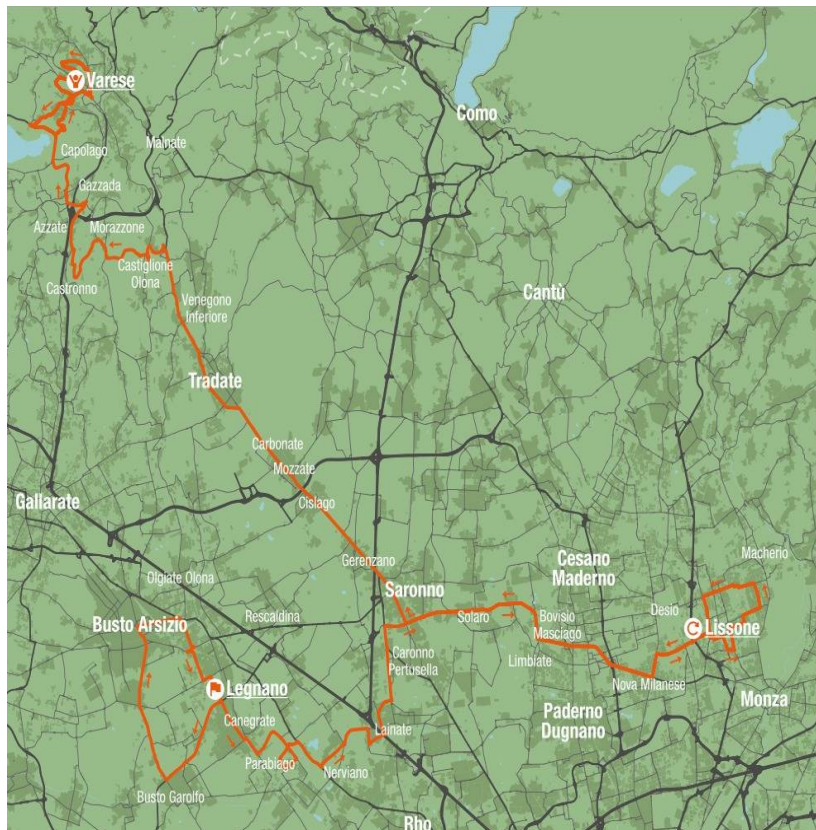 Varese
Como
Malnate
Capolago
Gazzada
Azzate
Morazzone
Castiglione
Olona
Castronno
Cantù
Venegono
Inferiore
Tradate
Carbonate
Mozzate
Cislago
Gallarate
Gerenzano
Cesano
Maderno
Macherio
Olgiate Olona
Saronno
Rescaldina
Solaro
Bovisio
Masciago
Desio
Busto Arsizio
C
Lissone
Caronno
Pertusella
Limbiate
Legnano
Nova Milanese
Monza
Canegrate
Lainate
Paderno
Dugnano
Parabiago
Nerviano
Busto Garolfo
Rho